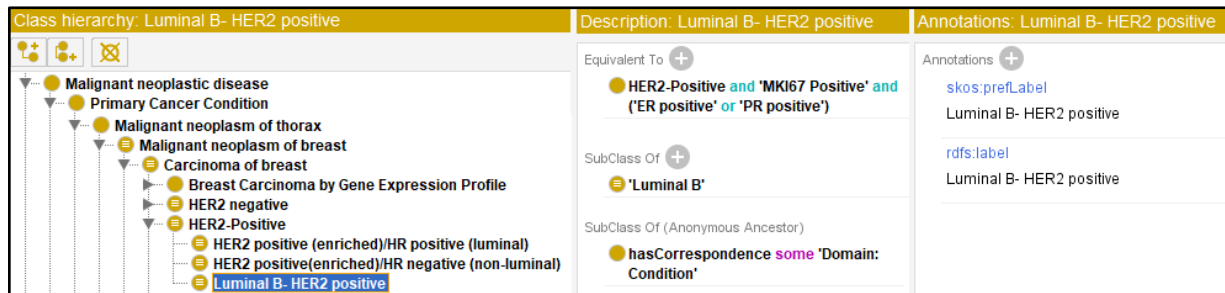 Class hierarchy: Luminal B- HER2 positive
Malignant neoplastic disease
Primary Cancer Condition
Malignant neoplasm of thorax
Malignant neoplasm of breast
Carcinoma of breast
Breast Carcinoma by Gene Expression Profile
HER2 negative
HER2-Positive
HER2 positive (enriched)/HR positive (luminal)
HER2 positive(enriched)/HR negative (non-luminal)
Luminal B- HER2 positive
Description: Luminal B- HER2 positive
Equivalent To
HER2-Positive and 'MKI67 Positive' and
('ER positive' or 'PR positive')
SubClass Of
'Luminal B'
SubClass Of (Anonymous Ancestor)
hasCorrespondence some 'Domain:
Condition'
Annotations: Luminal B- HER2 positive
Annotations
skos:prefLabel
Luminal B- HER2 positive
rdfs:label
Luminal B- HER2 positive